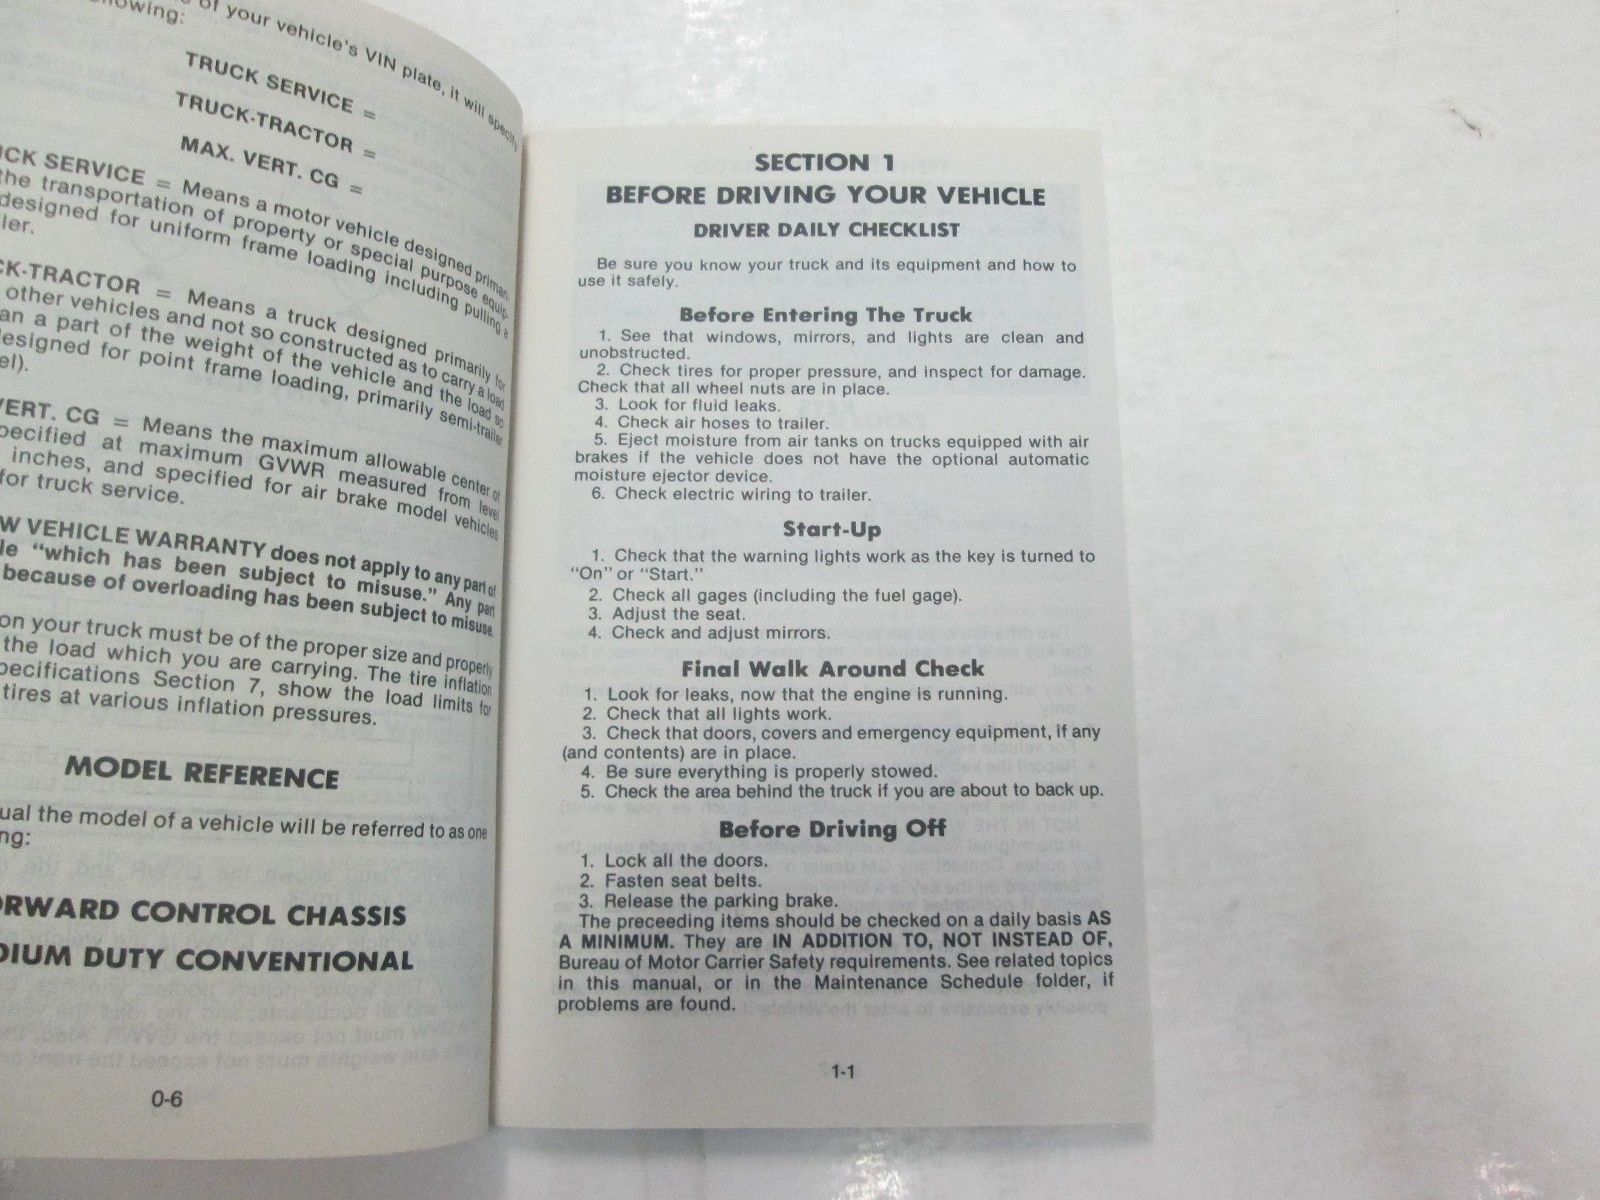 of your vehicle's VIN plate, it will specify
owing:
TRUCK SERVICE =
TRUCK-TRACTOR =
MAX. VERT. CG =
CK SERVICE = Means a motor vehicle designed primari
the transportation of property or special purpose equip-
designed for uniform frame loading including pulling a
ler.
CK-TRACTOR = Means a truck designed primarily for
other vehicles and not so constructed as to carry a load
an a part of the weight of the vehicle and the load so
esigned for point frame loading, primarily semi-trailer
el).
VERT. CG = Means the maximum allowable center of
pecified at maximum GVWR measured from level
inches, and specified for air brake model vehicles
for truck service.
W VEHICLE WARRANTY does not apply to any part of
le "which has been subject to misuse." Any part
because of overloading has been subject to misuse.
on your truck must be of the proper size and properly
the load which you are carrying. The tire inflation
pecifications Section 7, show the load limits for
tires at various inflation pressures.
MODEL REFERENCE
ual the model of a vehicle will be referred to as one
ng:
ORWARD CONTROL CHASSIS
DIUM DUTY CONVENTIONAL
0-6
SECTION 1
BEFORE DRIVING YOUR VEHICLE
DRIVER DAILY CHECKLIST
Be sure you know your truck and its equipment and how to
use it safely.
Before Entering The Truck
1. See that windows, mirrors, and lights are clean and
unobstructed.
2. Check tires for proper pressure, and inspect for damage.
Check that all wheel nuts are in place.
3. Look for fluid leaks.
4. Check air hoses to trailer.
5. Eject moisture from air tanks on trucks equipped with air
brakes if the vehicle does not have the optional automatic
moisture ejector device.
6. Check electric wiring to trailer.
Start-Up
1. Check that the warning lights work as the key is turned to
"On" or "Start."
2. Check all gages (including the fuel gage).
3. Adjust the seat.
4. Check and adjust mirrors.
Final Walk Around Check
1. Look for leaks, now that the engine is running.
2. Check that all lights work.
3. Check that doors, covers and emergency equipment, if any
(and contents) are in place.
4. Be sure everything is properly stowed.
5. Check the area behind the truck if you are about to back up.
Before Driving Off
1. Lock all the doors.
2. Fasten seat belts.
3. Release the parking brake.
The preceeding items should be checked on a daily basis AS
A MINIMUM. They are IN ADDITION TO, NOT INSTEAD OF,
Bureau of Motor Carrier Safety requirements. See related topics
in this manual, or in the Maintenance Schedule folder, if
problems are found.
1-1